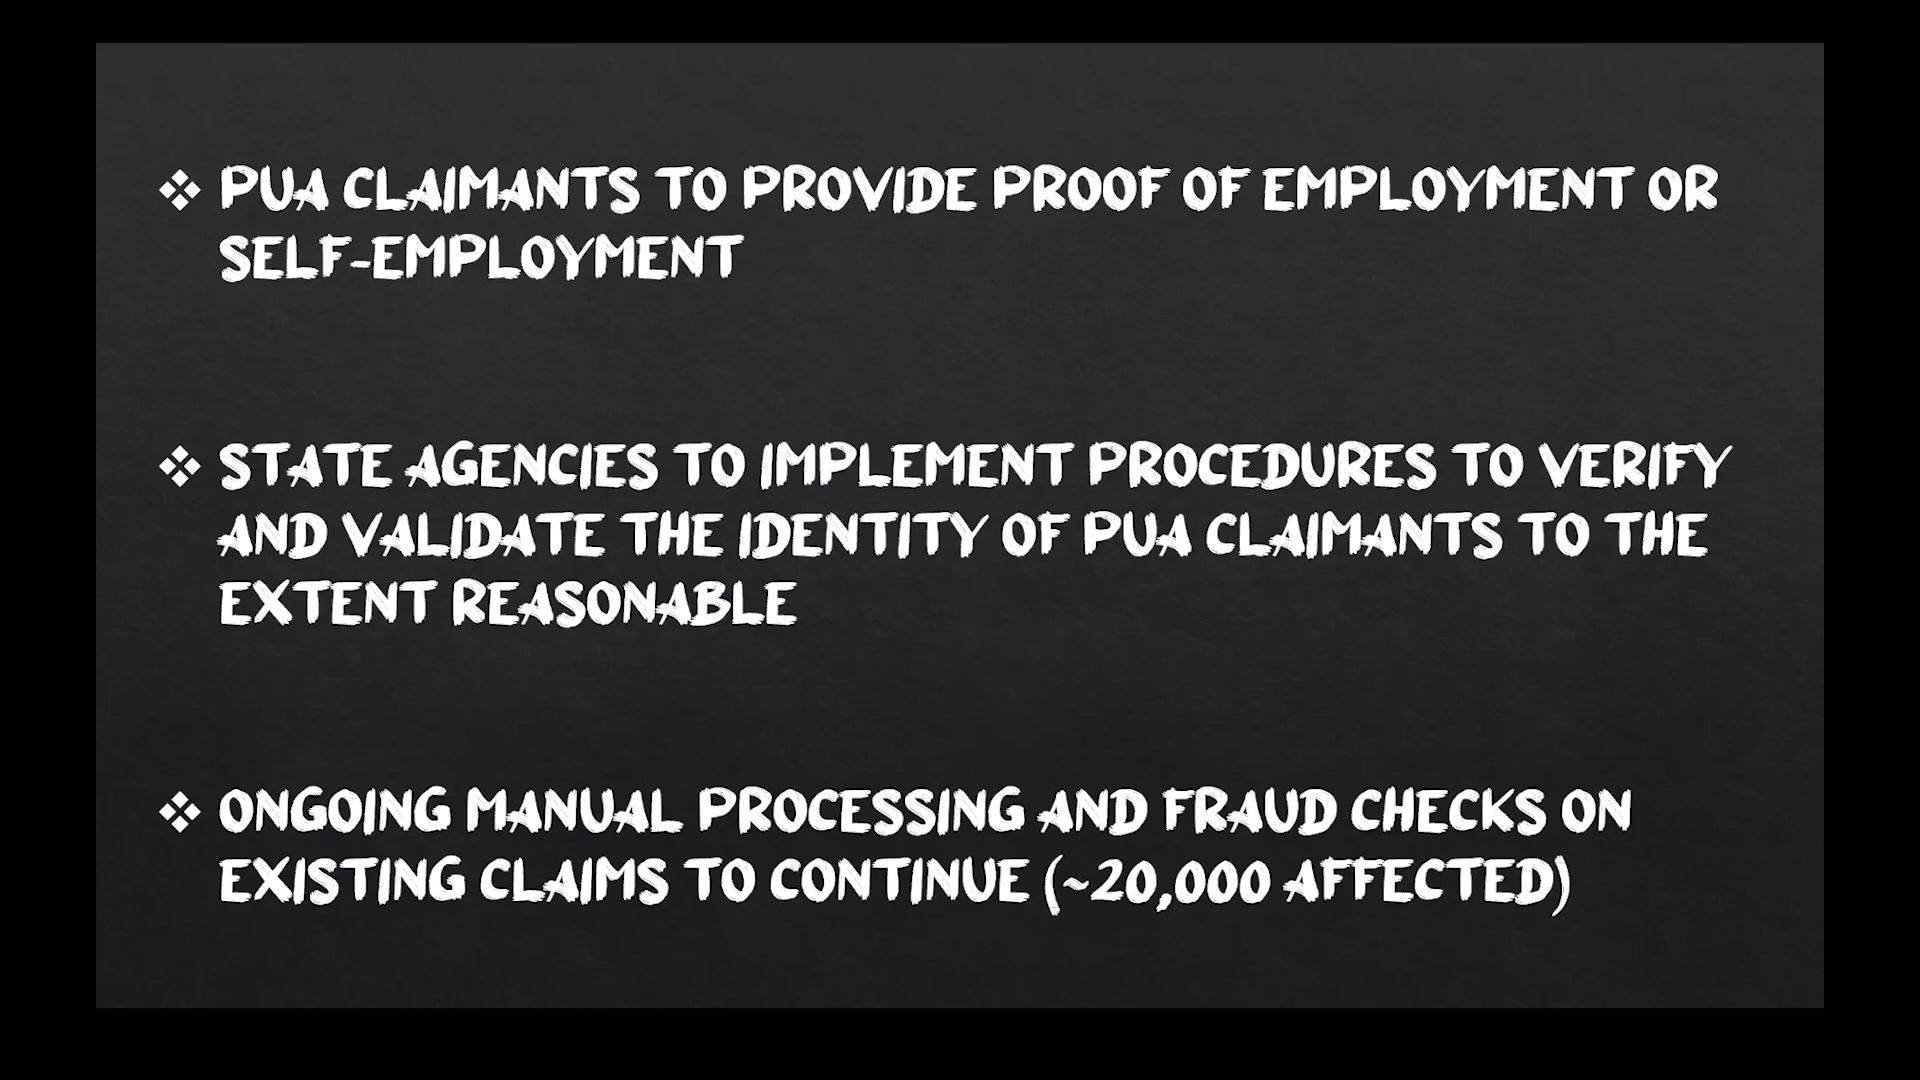 ❖ PUA CLAIMANTS TO PROVIDE PROOF OF EMPLOYMENT OR
SELF-EMPLOYMENT
❖ STATE AGENCIES TO IMPLEMENT PROCEDURES TO VERIFY
AND VALIDATE THE IDENTITY OF PUA CLAIMANTS TO THE
EXTENT REASONABLE
❖ ONGOING MANUAL PROCESSING AND FRAUD CHECKS ON
EXISTING CLAIMS TO CONTINUE (~20,000 AFFECTED)